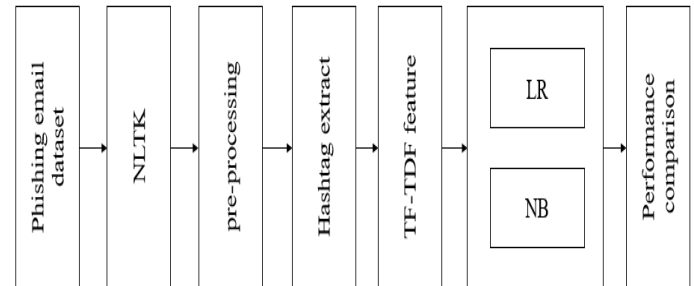 Phishing email
dataset
NLTK
pre-processing
Hashtag extract
TF-TDF feature
LR
NB
Performance
comparison